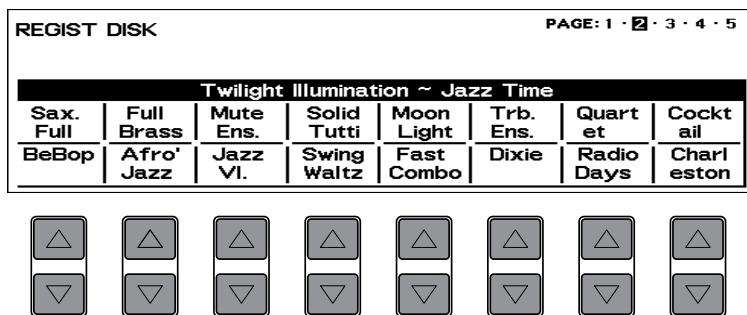 REGIST DISK
PAGE: 1 · 2 · 3 · 4 · 5
Twilight Illumination ~ Jazz Time
Sax. Full Mute Solid Moon Trb. Quart Cockt
Full Brass Ens. Tutti Light Ens. et ail
BeBop Afro' Jazz Swing Fast Dixie Radio Charl
Jazz Vl. Waltz Combo Days eston